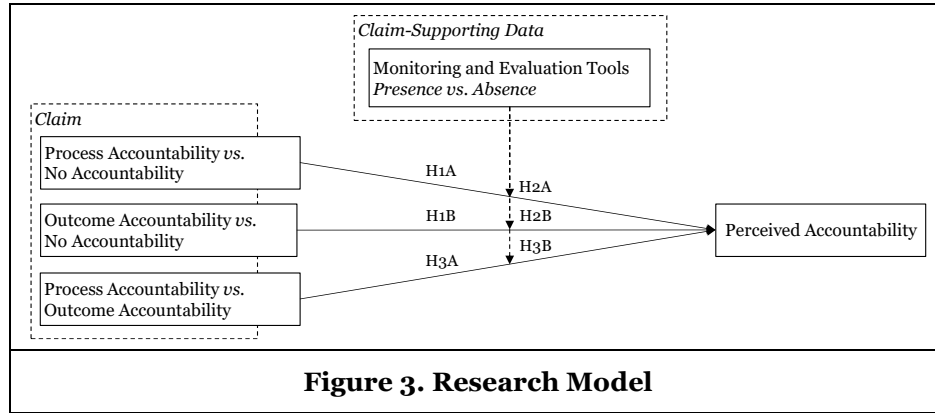 Claim-Supporting Data
Monitoring and Evaluation Tools
Presence vs. Absence
Claim
Process Accountability vs.
No Accountability
H1A
H2A
Outcome Accountability vs.
No Accountability
H1B
H2B
Perceived Accountability
H3A
H3B
Process Accountability vs.
Outcome Accountability
Figure 3. Research Model